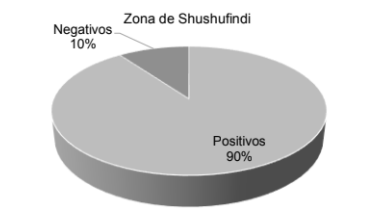 Zona de Shushufindi
Negativos
10%
Positivos
90%